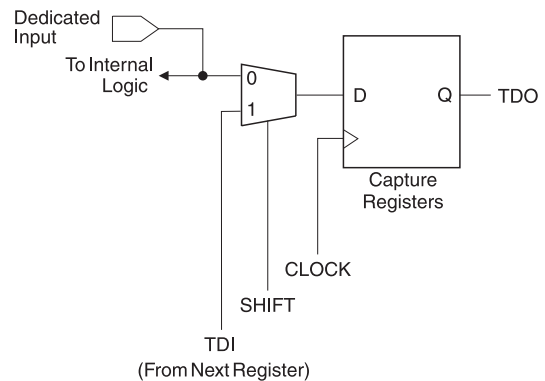 Dedicated
Input
To Internal
Logic
0
1
D
Q
TDO
Capture
Registers
CLOCK
SHIFT
TDI
(From Next Register)